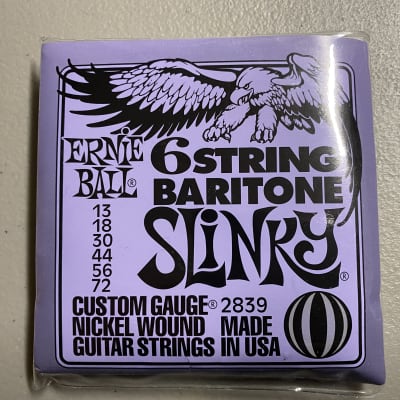 ERNIE BALL®
6 STRING
BARITONE
SLINKY®
13
18
30
44
56
72
CUSTOM GAUGE® 2839
NICKEL WOUND MADE
GUITAR STRINGS IN USA